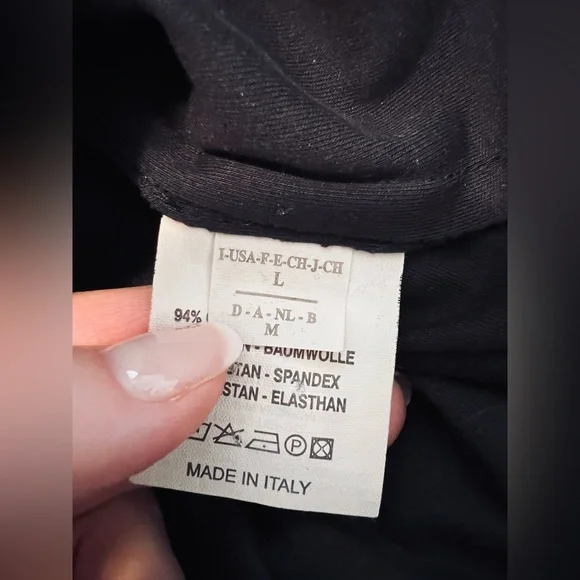 I-USA-F-E-CH-J-CH
L
D - A - NL - B
M
94%
- BAUMWOLLE
- SPANDEX
- ELASTHAN
P
MADE IN ITALY